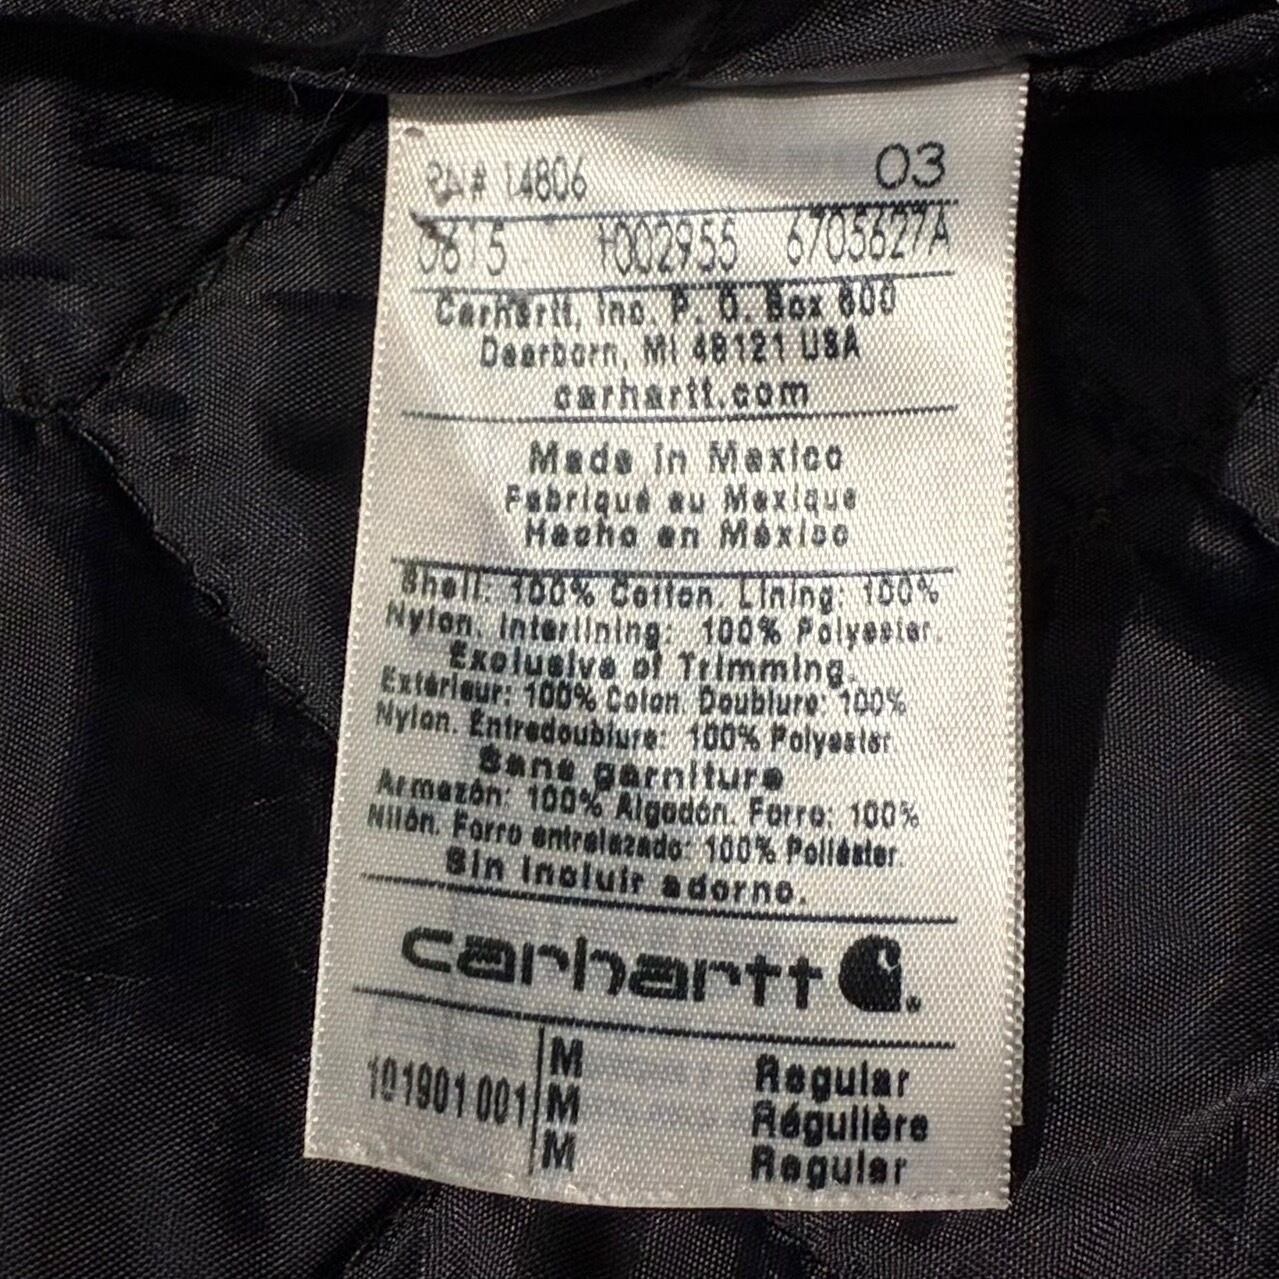 RN# 14806 03
0615 1002955 6705627A
Carhartt, Inc. P. O. Box 600
Dearborn, MI 48121 USA
carhartt.com
Made in Mexico
Fabriqué au Mexique
Hecho en México
Shell: 100% Cotton. Lining: 100%
Nylon. Interlining: 100% Polyester.
Exclusive of Trimming.
Extérieur: 100% Coton. Doublure: 100%
Nylon. Entredoublure: 100% Polyester
Sans garniture
Armazón: 100% Algodón. Forro: 100%
Nilón. Forro entrelazado: 100% Poliéster.
Sin incluir adorno.
carhartt
101901 001
M Regular
M Régulière
M Regular